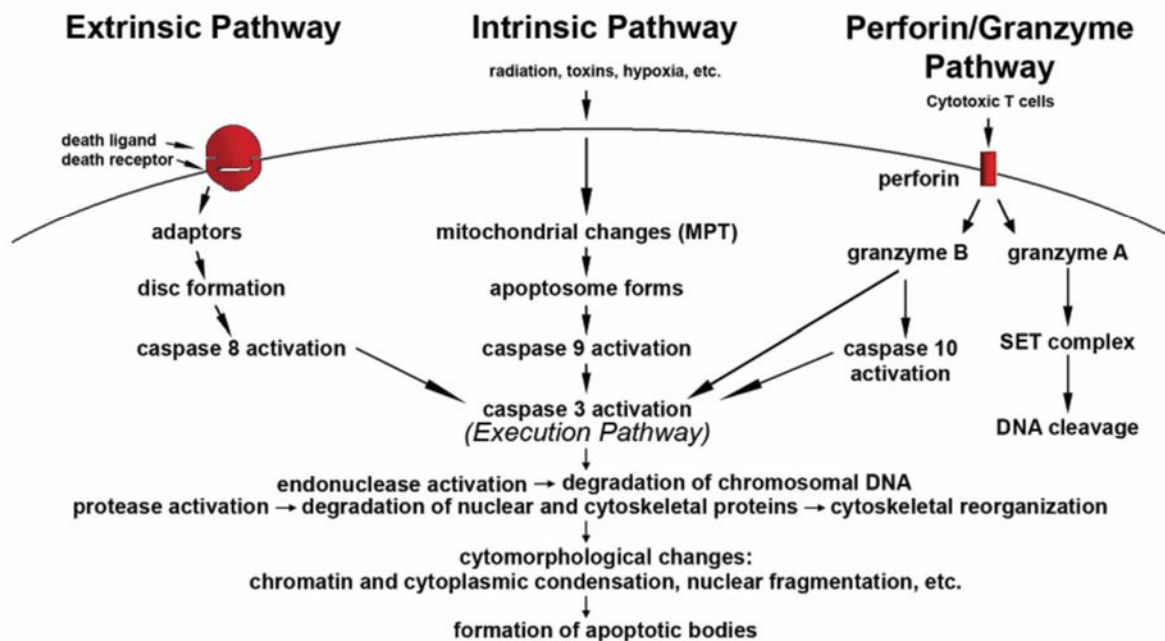 Extrinsic Pathway
Intrinsic Pathway
Perforin/Granzyme
Pathway
radiation, toxins, hypoxia, etc.
Cytotoxic T cells
death ligand
death receptor
perforin
adaptors
mitochondrial changes (MPT)
granzyme B
granzyme A
disc formation
apoptosome forms
caspase 8 activation
caspase 9 activation
caspase 10
activation
SET complex
caspase 3 activation
(Execution Pathway)
DNA cleavage
endonuclease activation → degradation of chromosomal DNA
protease activation → degradation of nuclear and cytoskeletal proteins → cytoskeletal reorganization
cytomorphological changes:
chromatin and cytoplasmic condensation, nuclear fragmentation, etc.
formation of apoptotic bodies